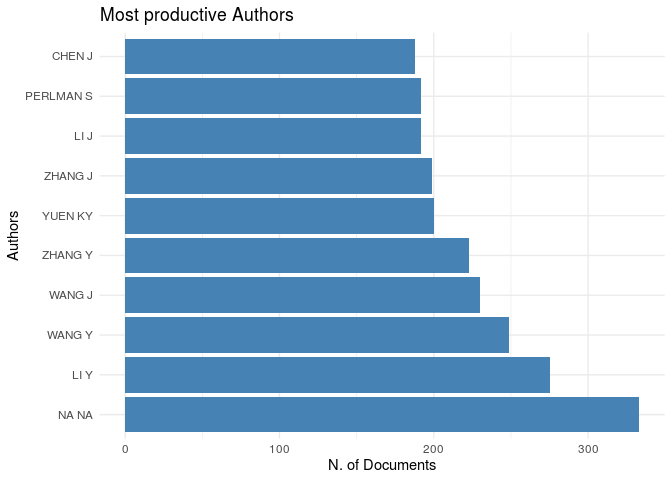 Most productive Authors
Authors
CHEN J
PERLMAN S
LI J
ZHANG J
YUEN KY
ZHANG Y
WANG J
WANG Y
LI Y
NA NA
0 100 200 300
N. of Documents